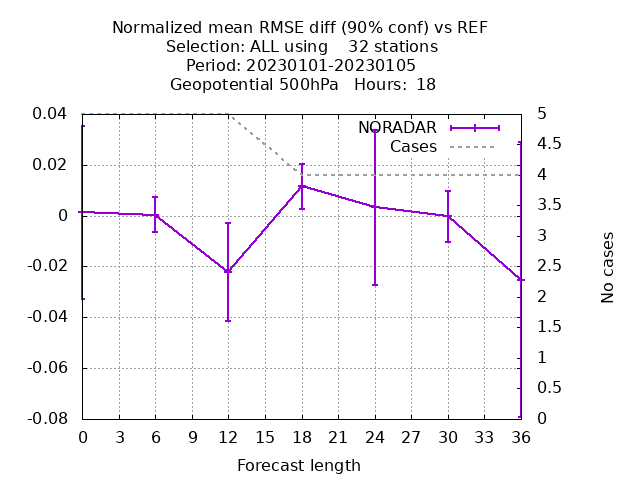 Normalized mean RMSE diff (90% conf) vs REF
Selection: ALL using    32 stations
Period: 20230101-20230105
Geopotential 500hPa   Hours:  18
NORADAR
Cases
0.04
0.02
0
-0.02
-0.04
-0.06
-0.08
5
4.5
4
3.5
3
2.5
2
1.5
1
0.5
0
No cases
0 3 6 9 12 15 18 21 24 27 30 33 36
Forecast length